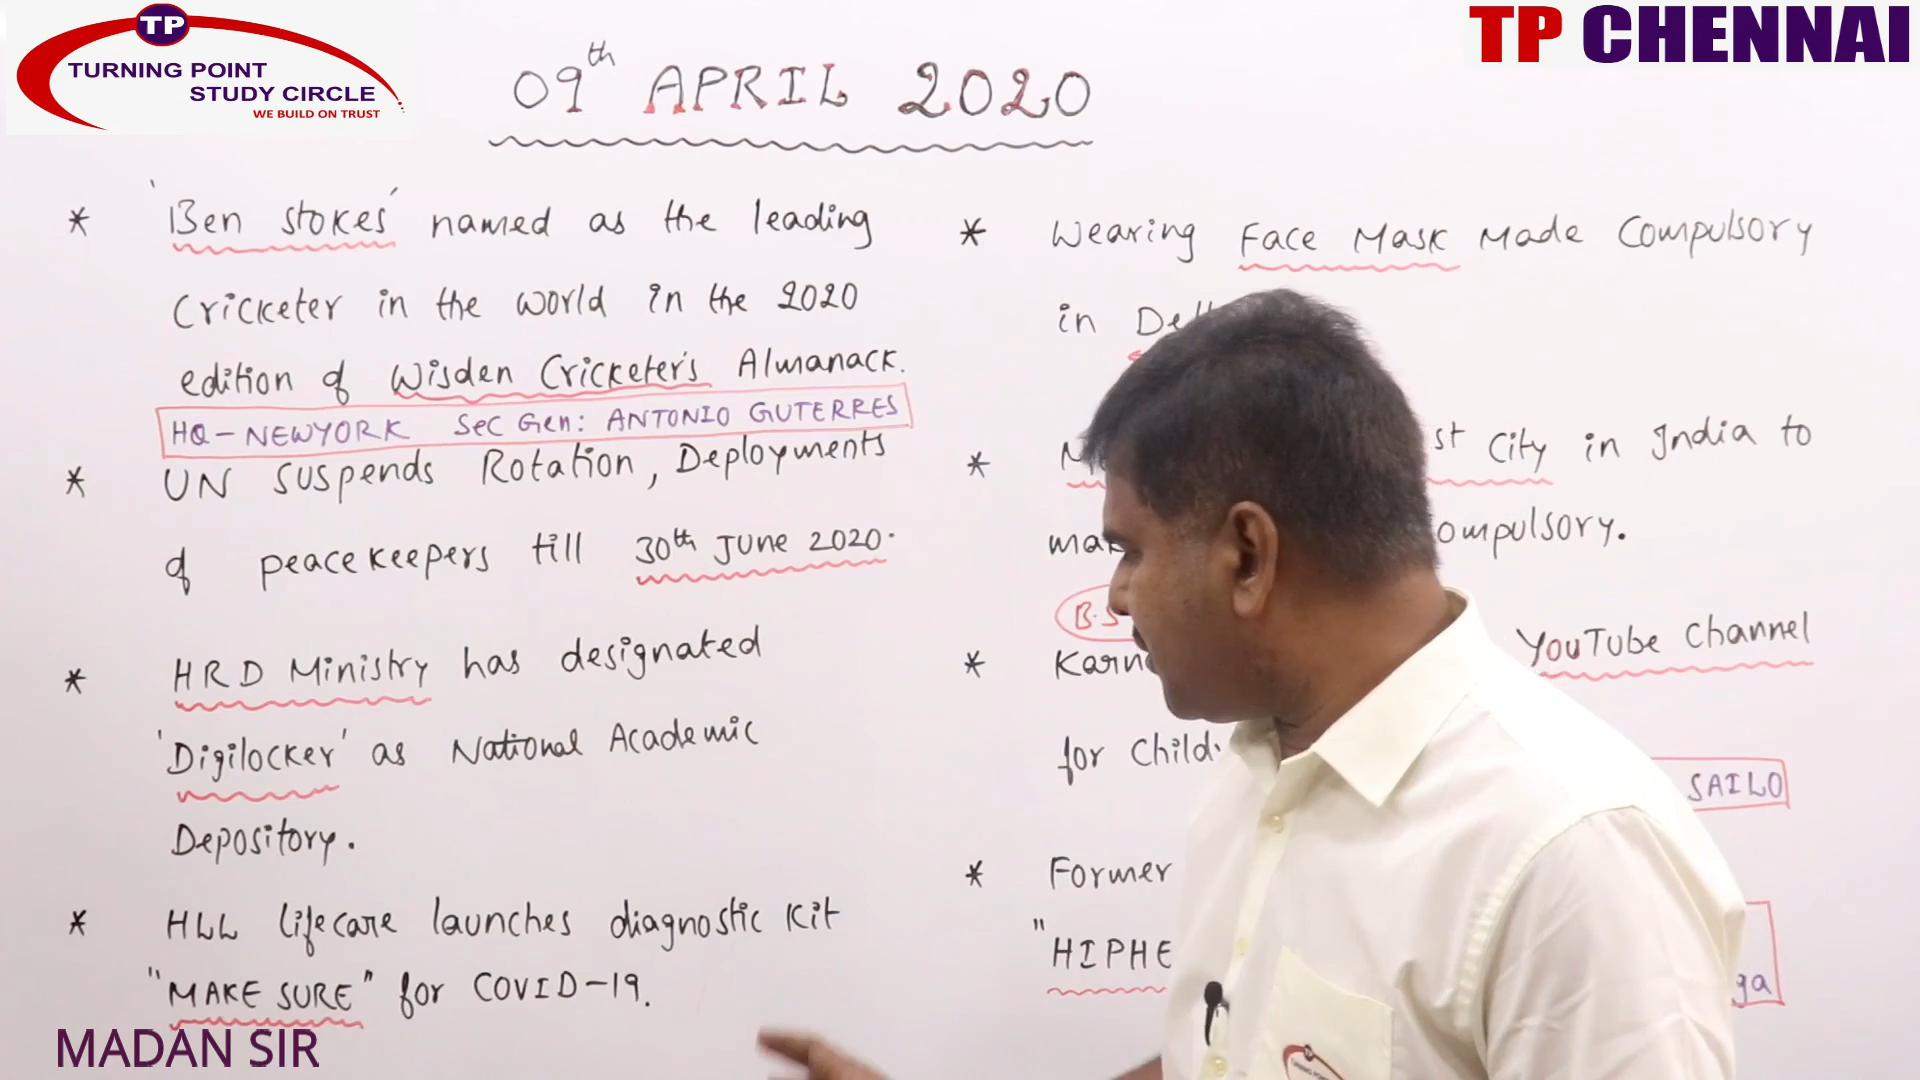 TP
TURNING POINT
STUDY CIRCLE
WE BUILD ON TRUST
TP CHENNAI
09th APRIL 2020
* 'Ben Stokes' named as the leading
Cricketer in the world in the 2020
edition of Wisden Cricketer's Almanack.
HQ - NEWYORK Sec Gen: ANTONIO GUTERRES
* UN suspends Rotation, Deployments
of peacekeepers till 30th June 2020.
* HRD Ministry has designated
'Digilocker' as National Academic
Depository.
* HLL lifecare launches diagnostic Kit
"MAKE SURE" for COVID-19.
* Wearing Face Mask Made Compulsory
in
* st City in India to
ompulsory.
B.S
* YouTube Channel
for
SAILO
* Former
"HIPHE
ga
MADAN SIR
TURNING POINT